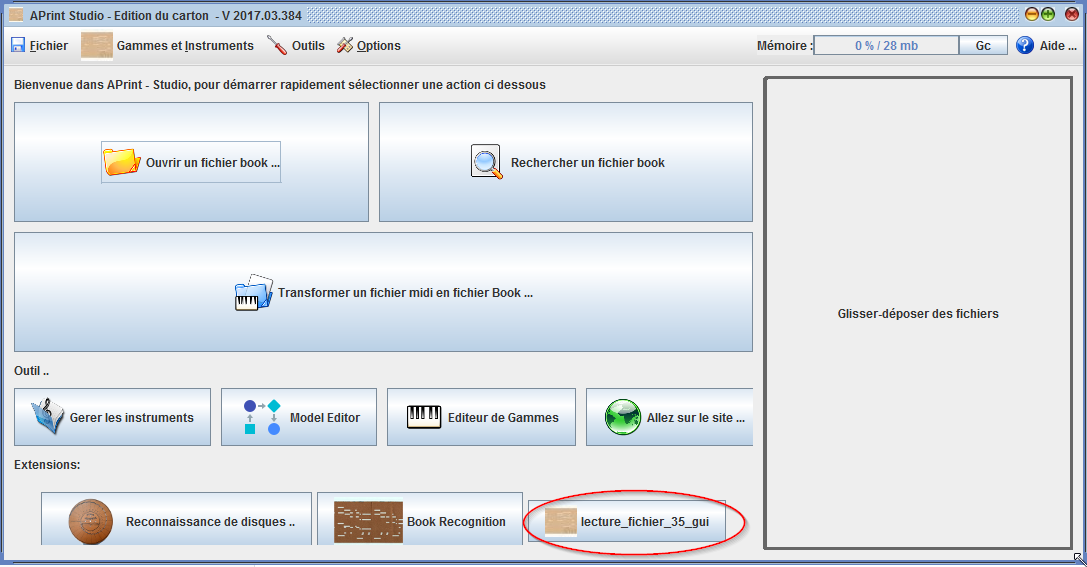 APrint Studio - Edition du carton - V 2017.03.384
Fichier Gammes et Instruments Outils Options Mémoire : 0 % / 28 mb Gc Aide ...
Bienvenue dans APrint - Studio, pour démarrer rapidement sélectionner une action ci dessous
Ouvrir un fichier book ... Rechercher un fichier book
Transformer un fichier midi en fichier Book ...
Glisser-déposer des fichiers
Outil ..
Gerer les instruments Model Editor Editeur de Gammes Allez sur le site ...
Extensions:
Reconnaissance de disques .. Book Recognition lecture_fichier_35_gui